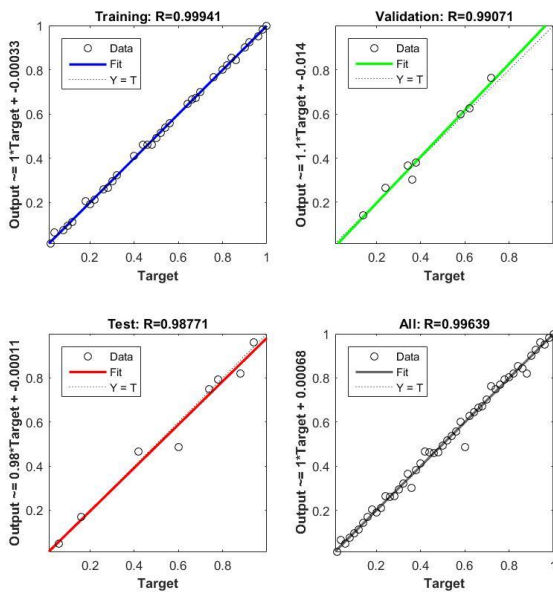 Training: R=0.99941
Output ~= 1*Target + -0.00033
1
0.8
0.6
0.4
0.2
Data
Fit
Y = T
0.2
0.4
0.6
0.8
1
Target
Validation: R=0.99071
Output ~= 1.1*Target + -0.014
1
0.8
0.6
0.4
0.2
Data
Fit
Y = T
0.2
0.4
0.6
0.8
1
Target
Test: R=0.98771
Output ~= 0.98*Target + -0.00011
1
0.8
0.6
0.4
0.2
Data
Fit
Y = T
0.2
0.4
0.6
0.8
1
Target
All: R=0.99639
Output ~= 1*Target + 0.00068
1
0.8
0.6
0.4
0.2
Data
Fit
Y = T
0.2
0.4
0.6
0.8
1
Target